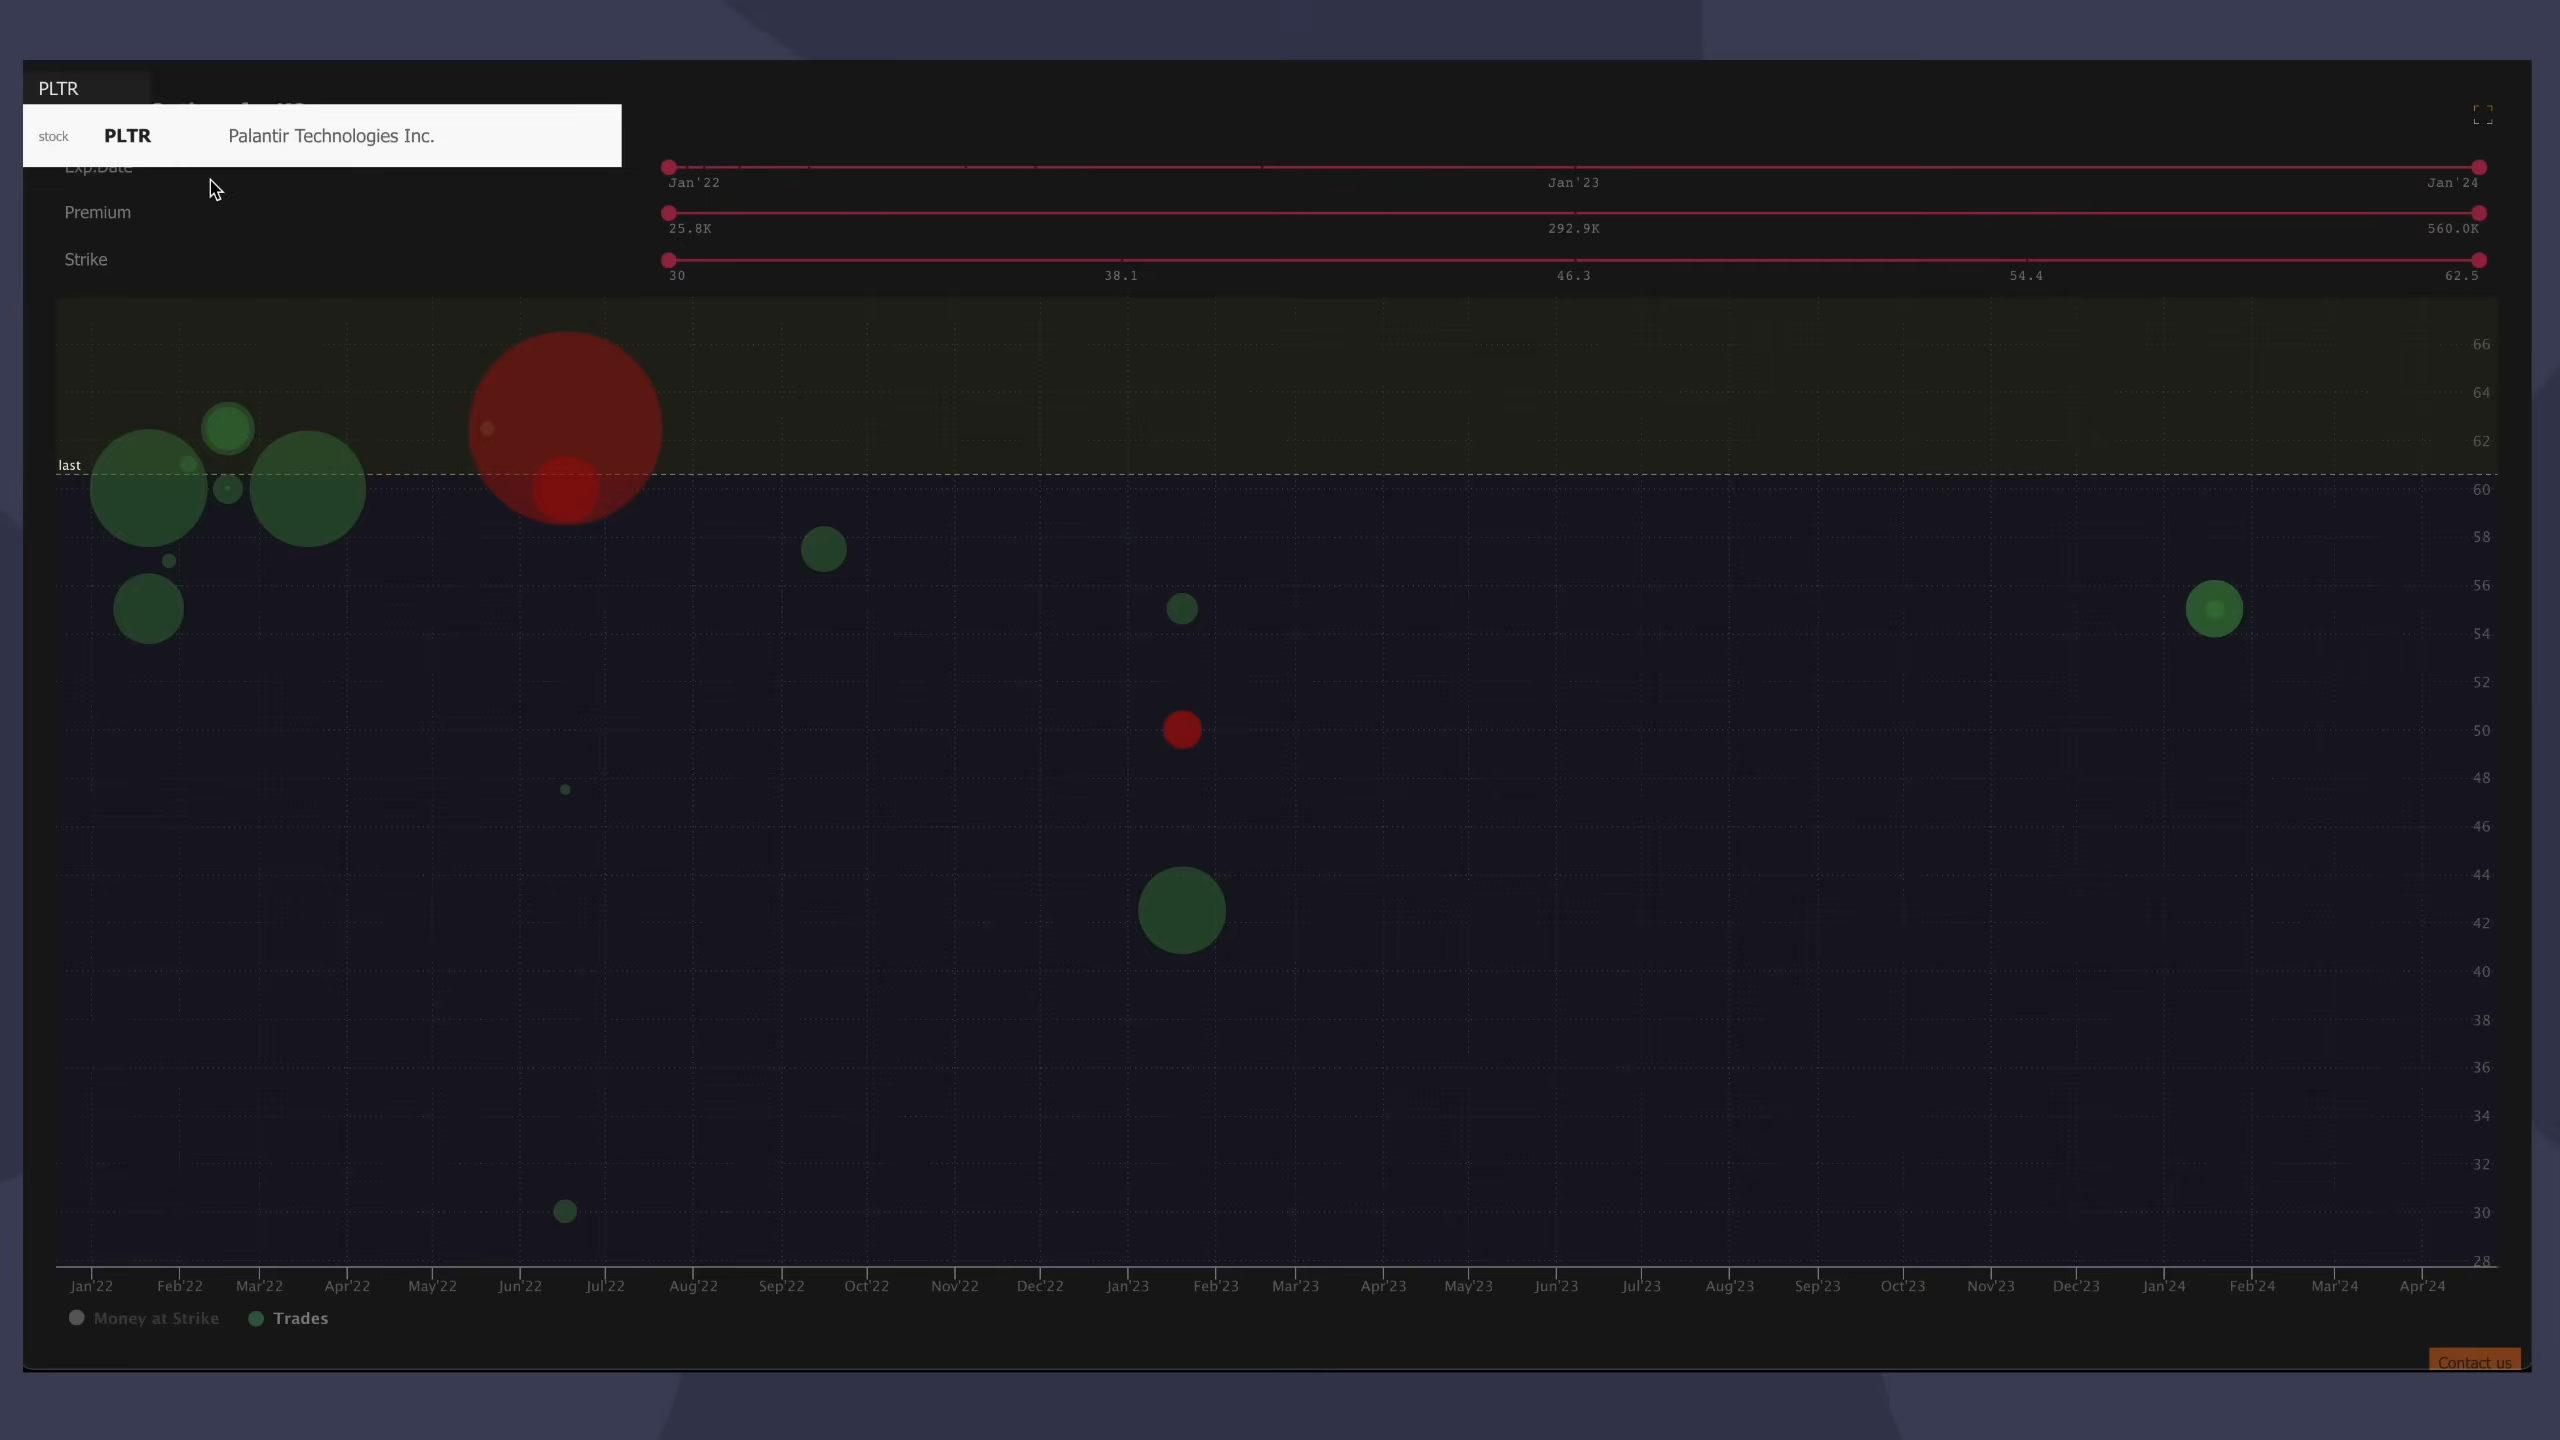 PLTR
stock PLTR Palantir Technologies Inc.
Exp.Date
Jan'22 Jan'23 Jan'24
Premium
25.8K 292.9K 560.0K
Strike
30 38.1 46.3 54.4 62.5
66
64
62
last
60
58
56
54
52
50
48
46
44
42
40
38
36
34
32
30
28
Jan'22 Feb'22 Mar'22 Apr'22 May'22 Jun'22 Jul'22 Aug'22 Sep'22 Oct'22 Nov'22 Dec'22 Jan'23 Feb'23 Mar'23 Apr'23 May'23 Jun'23 Jul'23 Aug'23 Sep'23 Oct'23 Nov'23 Dec'23 Jan'24 Feb'24 Mar'24 Apr'24
Money at Strike Trades
Contact us